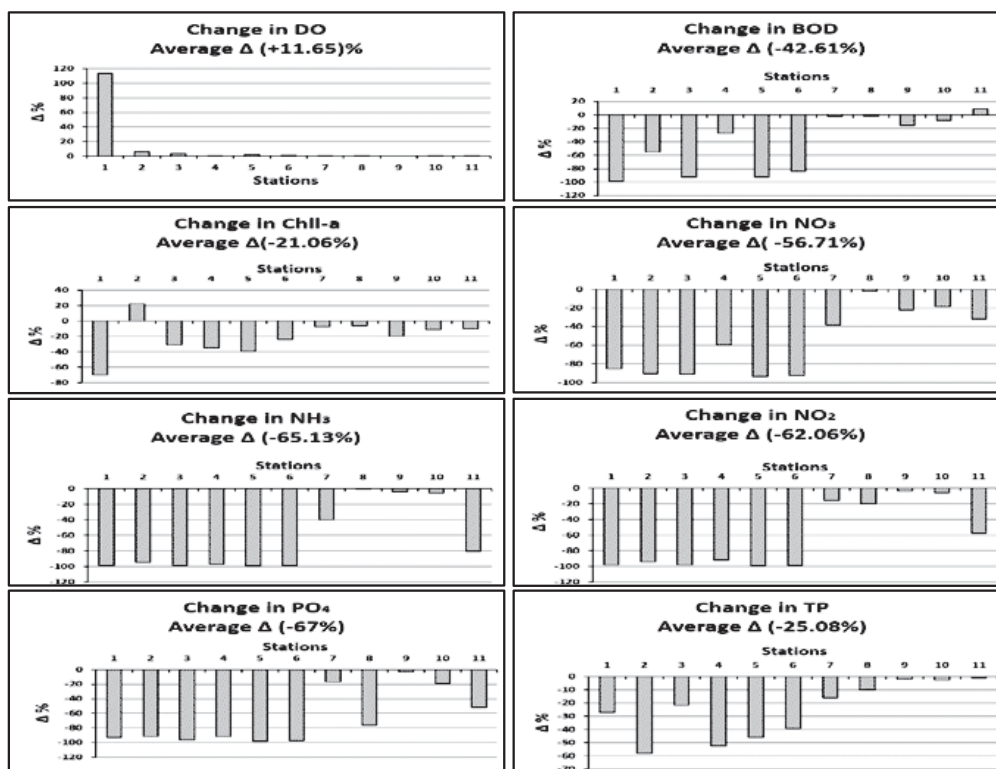 Change in DO
Average Δ (+11.65)%
120
100
80
60
40
20
0
Δ %
1 2 3 4 5 6 7 8 9 10 11
Stations
Change in BOD
Average Δ (-42.61%)
Stations
1 2 3 4 5 6 7 8 9 10 11
20
0
-20
-40
-60
-80
-100
-120
Δ %
Change in Chll-a
Average Δ(-21.06%)
Stations
1 2 3 4 5 6 7 8 9 10 11
40
20
0
-20
-40
-60
-80
Δ %
Change in NO₃
Average Δ( -56.71%)
Stations
1 2 3 4 5 6 7 8 9 10 11
0
-20
-40
-60
-80
-100
Δ %
Change in NH₃
Average Δ (-65.13%)
Stations
1 2 3 4 5 6 7 8 9 10 11
0
-20
-40
-60
-80
-100
-120
Δ %
Change in NO₂
Average Δ (-62.06%)
Stations
1 2 3 4 5 6 7 8 9 10 11
0
-20
-40
-60
-80
-100
-120
Δ %
Change in PO₄
Average Δ (-67%)
Stations
1 2 3 4 5 6 7 8 9 10 11
0
-20
-40
-60
-80
-100
-120
Δ %
Change in TP
Average Δ (-25.08%)
Stations
1 2 3 4 5 6 7 8 9 10 11
0
-10
-20
-30
-40
-50
-60
-70
Δ %